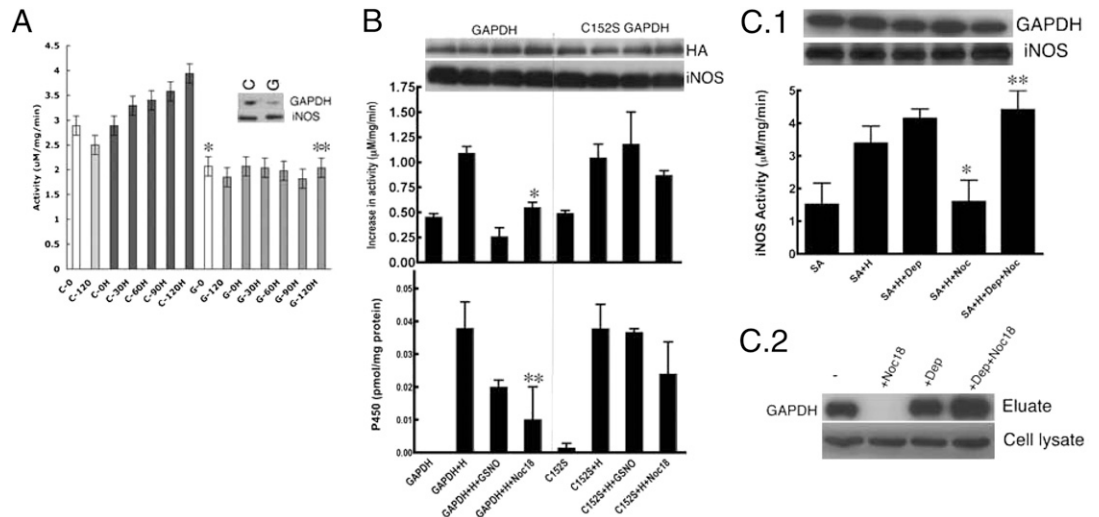 A
4.5
4
3.5
3
2.5
2
1.5
1
0.5
0
Activity (uM/mg/min)
C G
GAPDH
iNOS
*
**
C-0
C-120
C-0H
C-30H
C-60H
C-90H
C-120H
G-0
G-120
G-0H
G-30H
G-60H
G-90H
G-120H
B
GAPDH C152S GAPDH
HA
iNOS
1.75
1.50
1.25
1.00
0.75
0.50
0.25
Increase in activity (μM/mg/min)
*
0.05
0.04
0.03
0.02
0.01
0.00
P450 (pmol/mg protein)
**
GAPDH
GAPDH+H
GAPDH+H+GSNO
GAPDH+H+Noc18
C152S
C152S+H
C152S+H+GSNO
C152S+H+Noc18
C.1
GAPDH
iNOS
5
4
3
2
1
0
iNOS Activity (μM/mg/min)
*
**
SA
SA+H
SA+H+Dep
SA+H+Noc
SA+H+Dep+Noc
C.2
-
+Noc18
+Dep
+Dep+Noc18
GAPDH
Eluate
Cell lysate